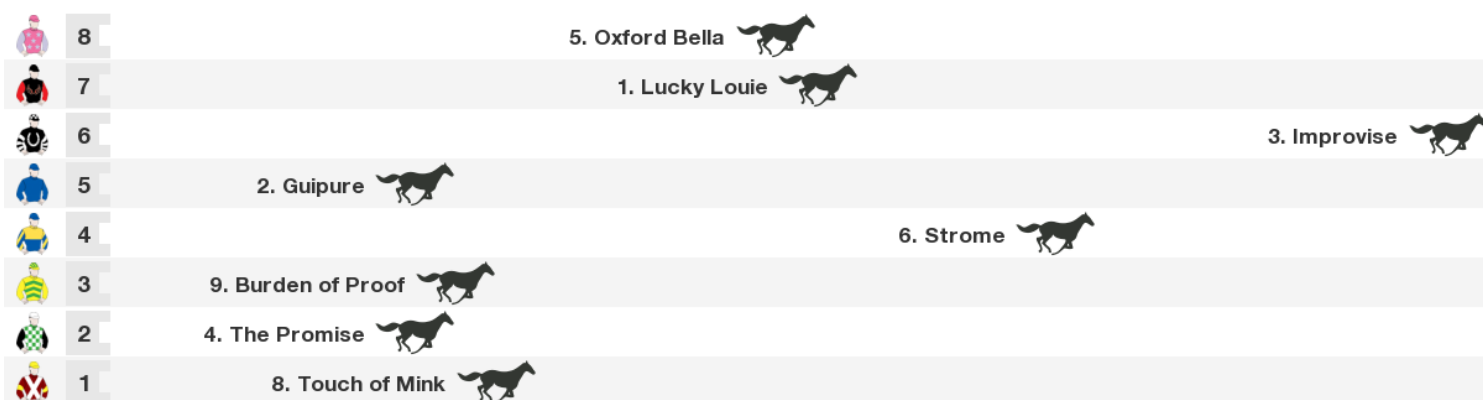 8 5. Oxford Bella
7 1. Lucky Louie
6 3. Improvise
5 2. Guipure
4 6. Strome
3 9. Burden of Proof
2 4. The Promise
1 8. Touch of Mink